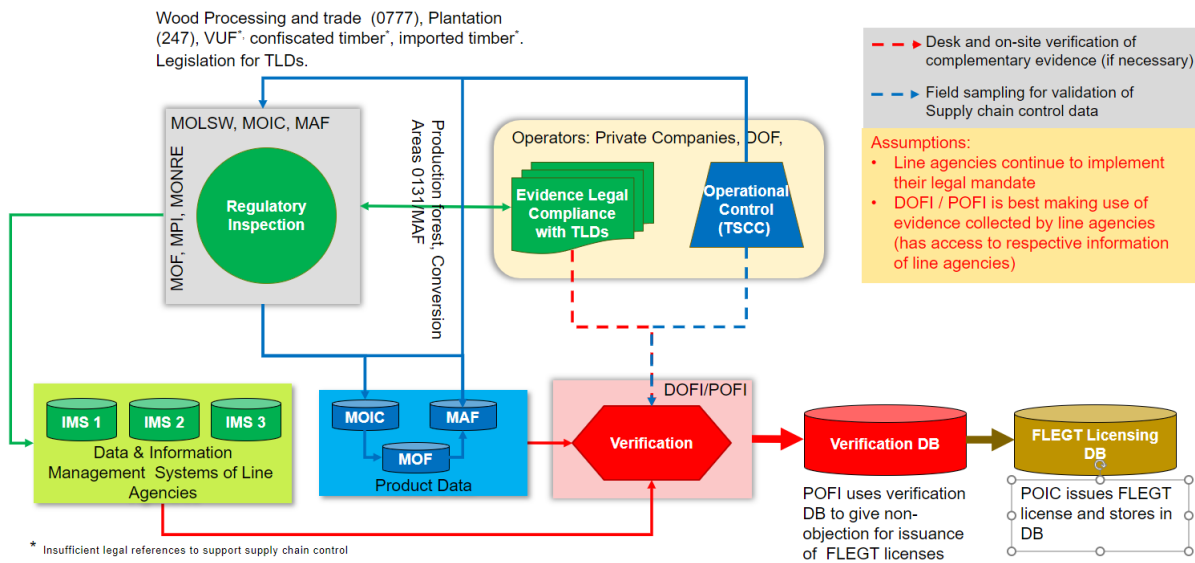 Wood Processing and trade (0777), Plantation
(247), VUF*, confiscated timber*, imported timber*.
Legislation for TLDs.
Desk and on-site verification of
complementary evidence (if necessary)
Field sampling for validation of
Supply chain control data
Assumptions:
• Line agencies continue to implement
their legal mandate
• DOFI / POFI is best making use of
evidence collected by line agencies
(has access to respective information
of line agencies)
MOLSW, MOIC, MAF
MOF, MPI, MONRE
Regulatory
Inspection
Production forest, Conversion
Areas 0131/MAF
Operators: Private Companies, DOF,
Evidence Legal
Compliance
with TLDs
Operational
Control
(TSCC)
IMS 1
IMS 2
IMS 3
Data & Information
Management Systems of Line
Agencies
MOIC
MAF
MOF
Product Data
DOFI/POFI
Verification
Verification DB
FLEGT Licensing
DB
POFI uses verification
DB to give non-
objection for issuance
of FLEGT licenses
POIC issues FLEGT
license and stores in
DB
* Insufficient legal references to support supply chain control